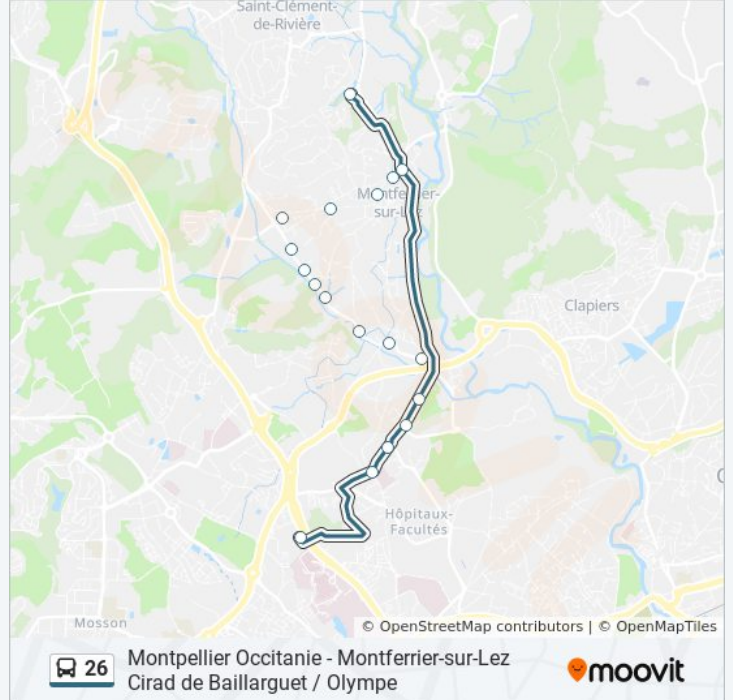 Saint-Clément-
de-Rivière
Montferrier-
sur-Lez
Clapiers
Hôpitaux-
Facultés
Mosson
© OpenStreetMap contributors | © OpenMapTiles
26
Montpellier Occitanie - Montferrier-sur-Lez
Cirad de Baillarguet / Olympe
moovit